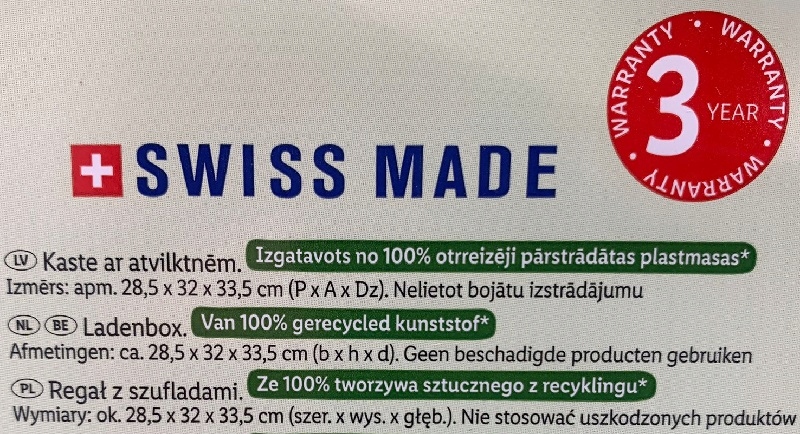 WARRANTY • WARRANTY • WARRANTY •
3 YEAR
SWISS MADE
LV Kaste ar atvilktnēm. Izgatavots no 100% otrreizēji pārstrādātas plastmasas*
Izmērs: apm. 28,5 x 32 x 33,5 cm (P x A x Dz). Nelietot bojātu izstrādājumu
NL BE Ladenbox. Van 100% gerecycled kunststof*
Afmetingen: ca. 28,5 x 32 x 33,5 cm (b x h x d). Geen beschadigde producten gebruiken
PL Regał z szufladami. Ze 100% tworzywa sztucznego z recyklingu*
Wymiary: ok. 28,5 x 32 x 33,5 cm (szer. x wys. x głęb.). Nie stosować uszkodzonych produktów